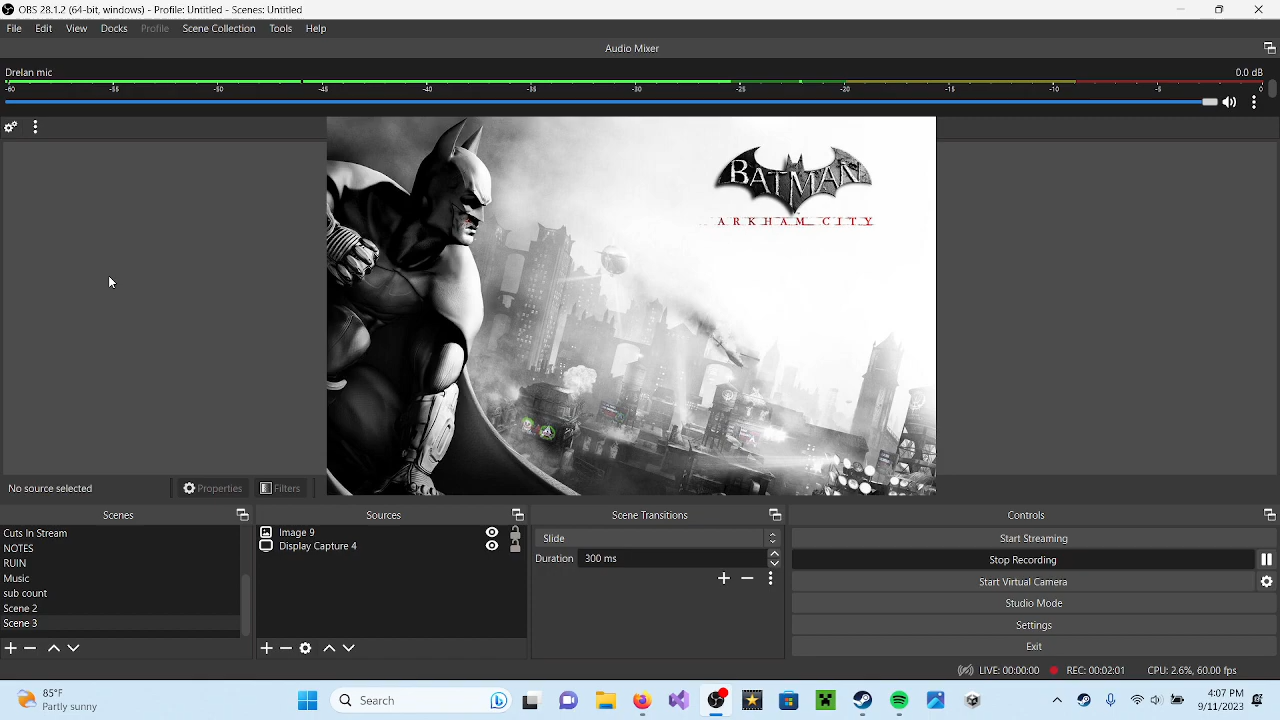 OBS 28.1.2 (64-bit, windows) - Profile: Untitled - Scenes: Untitled
File Edit View Docks Profile Scene Collection Tools Help
Audio Mixer
Drelan mic 0.0 dB
-60 -55 -50 -45 -40 -35 -30 -25 -20 -15 -10 -5 0
BATMAN
ARKHAM CITY
No source selected Properties Filters
Scenes Sources Scene Transitions Controls
Cuts In Stream
NOTES
RUIN
Music
sub count
Scene 2
Scene 3
Image 9
Display Capture 4
Slide
Duration 300 ms
Start Streaming
Stop Recording
Start Virtual Camera
Studio Mode
Settings
Exit
LIVE: 00:00:00 REC: 00:02:01 CPU: 2.6%, 60.00 fps
85°F
Partly sunny
Search
4:07 PM
9/11/2023